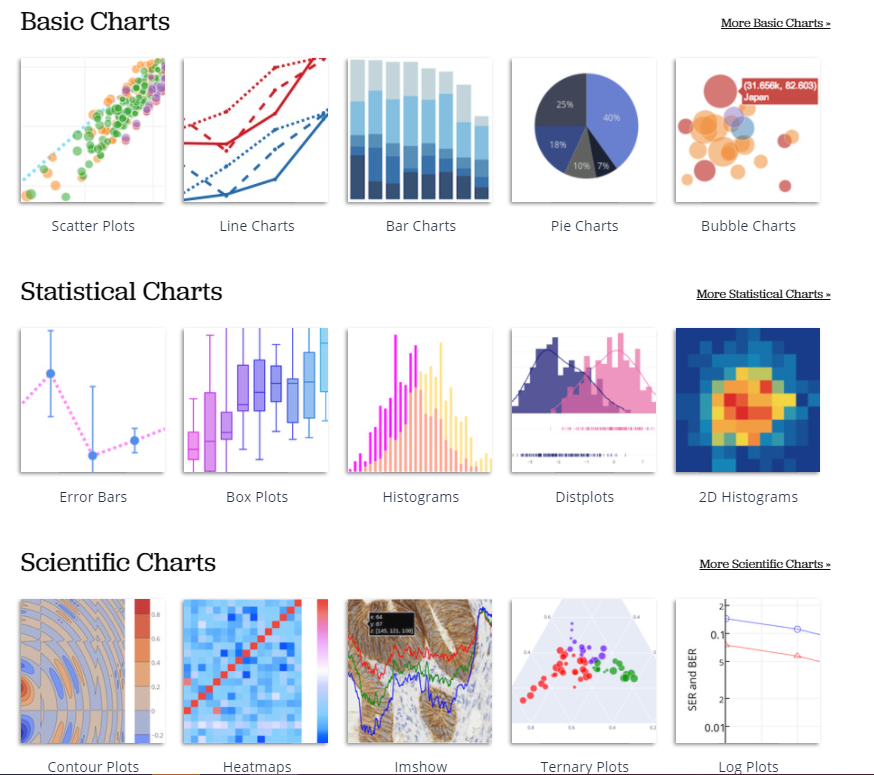 Basic Charts
More Basic Charts »
25%
40%
18%
10%
7%
(31.656k, 82.603)
Japan
Scatter Plots
Line Charts
Bar Charts
Pie Charts
Bubble Charts
Statistical Charts
More Statistical Charts »
Error Bars
Box Plots
Histograms
Distplots
2D Histograms
Scientific Charts
More Scientific Charts »
0.8
0.6
0.4
0.2
0
-0.2
x: 64
y: 87
z: [143, 121, 108]
SER and BER
2
0.1
5
2
0.01
Contour Plots
Heatmaps
Imshow
Ternary Plots
Log Plots